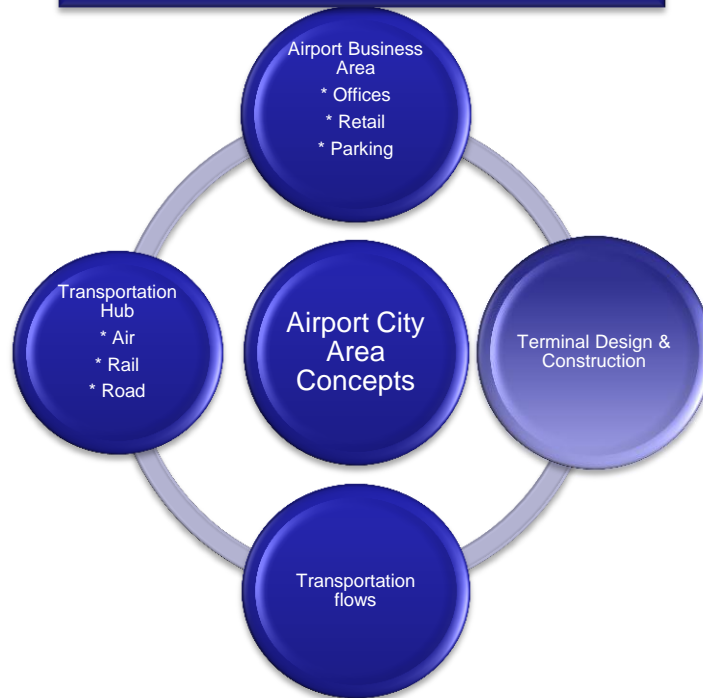 Airport Business
Area
* Offices
* Retail
* Parking
Transportation
Hub
* Air
* Rail
* Road
Airport City
Area
Concepts
Terminal Design &
Construction
Transportation
flows